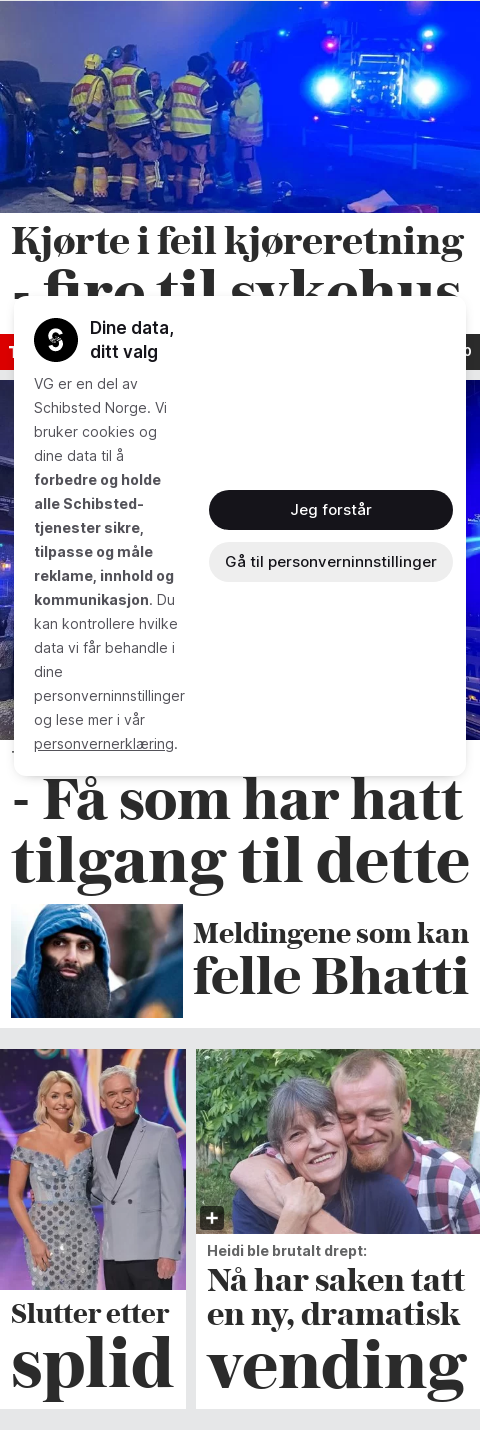 Kjørte i feil kjøreretning
- fire til sykehus
Dine data,
ditt valg
VG er en del av
Schibsted Norge. Vi
bruker cookies og
dine data til å
forbedre og holde
alle Schibsted-
tjenester sikre,
tilpasse og måle
reklame, innhold og
kommunikasjon. Du
kan kontrollere hvilke
data vi får behandle i
dine
personverninnstillinger
og lese mer i vår
personvernerklæring.
Jeg forstår
Gå til personverninnstillinger
- Få som har hatt
tilgang til dette
Meldingene som kan
felle Bhatti
Slutter etter
splid
Heidi ble brutalt drept:
Nå har saken tatt
en ny, dramatisk
vending